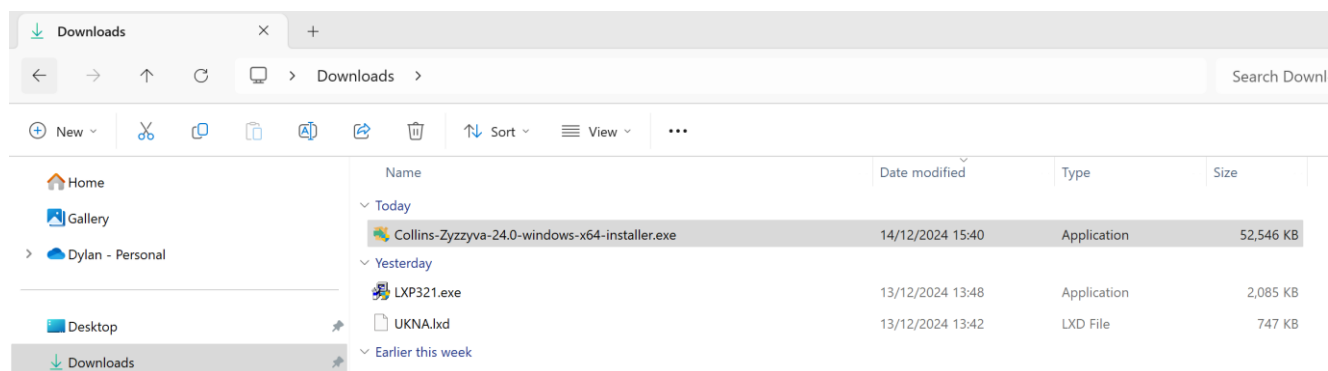 Downloads
Downloads
Search Downl
New
Sort
View
Home
Gallery
Dylan - Personal
Desktop
Downloads
Name Date modified Type Size
Today
Collins-Zyzzyva-24.0-windows-x64-installer.exe 14/12/2024 15:40 Application 52,546 KB
Yesterday
LXP321.exe 13/12/2024 13:48 Application 2,085 KB
UKNA.lxd 13/12/2024 13:42 LXD File 747 KB
Earlier this week